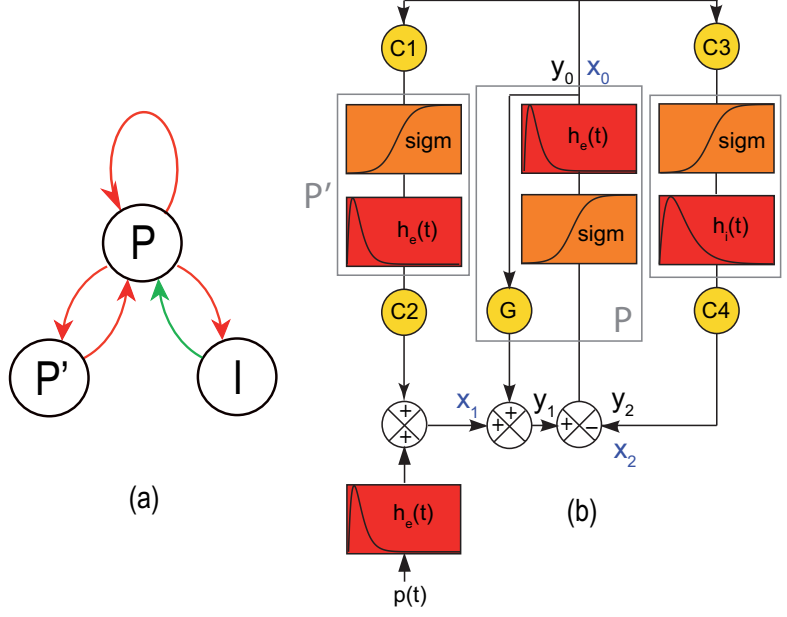 P
P'
I
(a)
C1
C3
y0 x0
sigm
he(t)
sigm
P'
he(t)
sigm
hi(t)
C2
G
P
C4
+
+
x1
+
+
y1
+
−
y2
x2
he(t)
p(t)
(b)